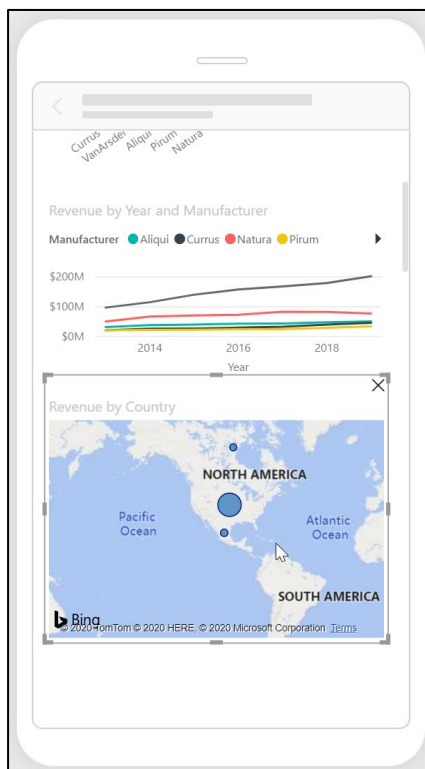 Currus
VanArsdel
Aliqui
Pirum
Natura
Revenue by Year and Manufacturer
Manufacturer Aliqui Currus Natura Pirum
$200M
$100M
$0M
2014 2016 2018
Year
Revenue by Country
NORTH AMERICA
Pacific
Ocean
Atlantic
Ocean
SOUTH AMERICA
Bing
© 2020 TomTom © 2020 HERE, © 2020 Microsoft Corporation Terms